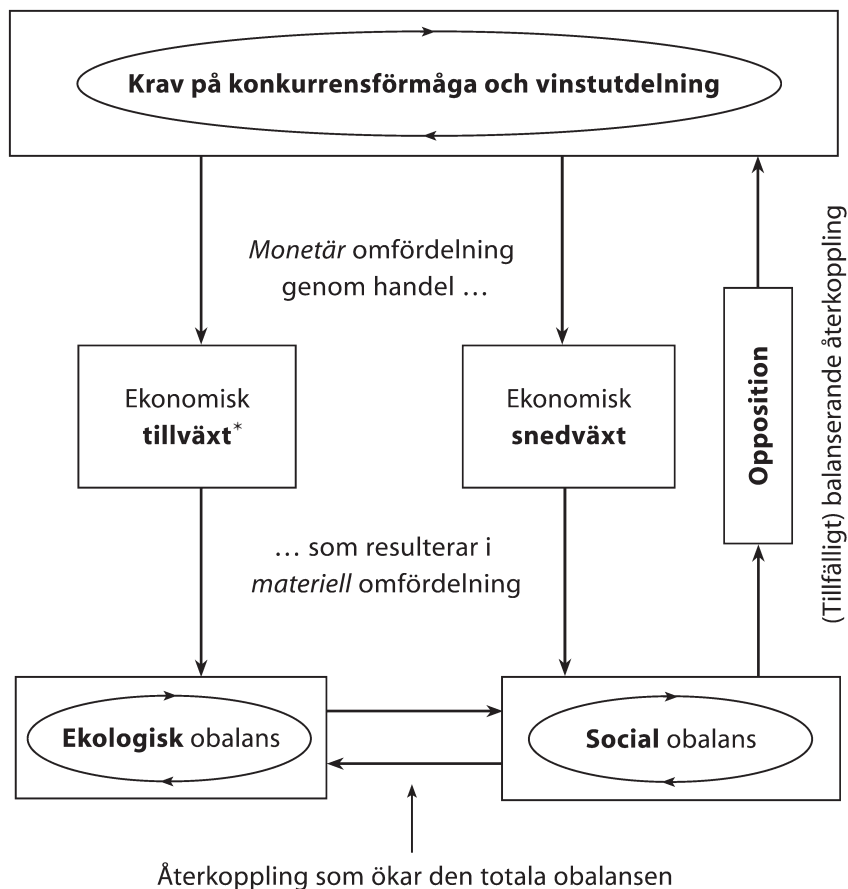 Krav på konkurrensförmåga och vinstutdelning
Monetär omfördelning
genom handel …
Ekonomisk
tillväxt*
Ekonomisk
snedväxt
Opposition
(Tillfälligt) balanserande återkoppling
… som resulterar i
materiell omfördelning
Ekologisk obalans
Social obalans
Återkoppling som ökar den totala obalansen